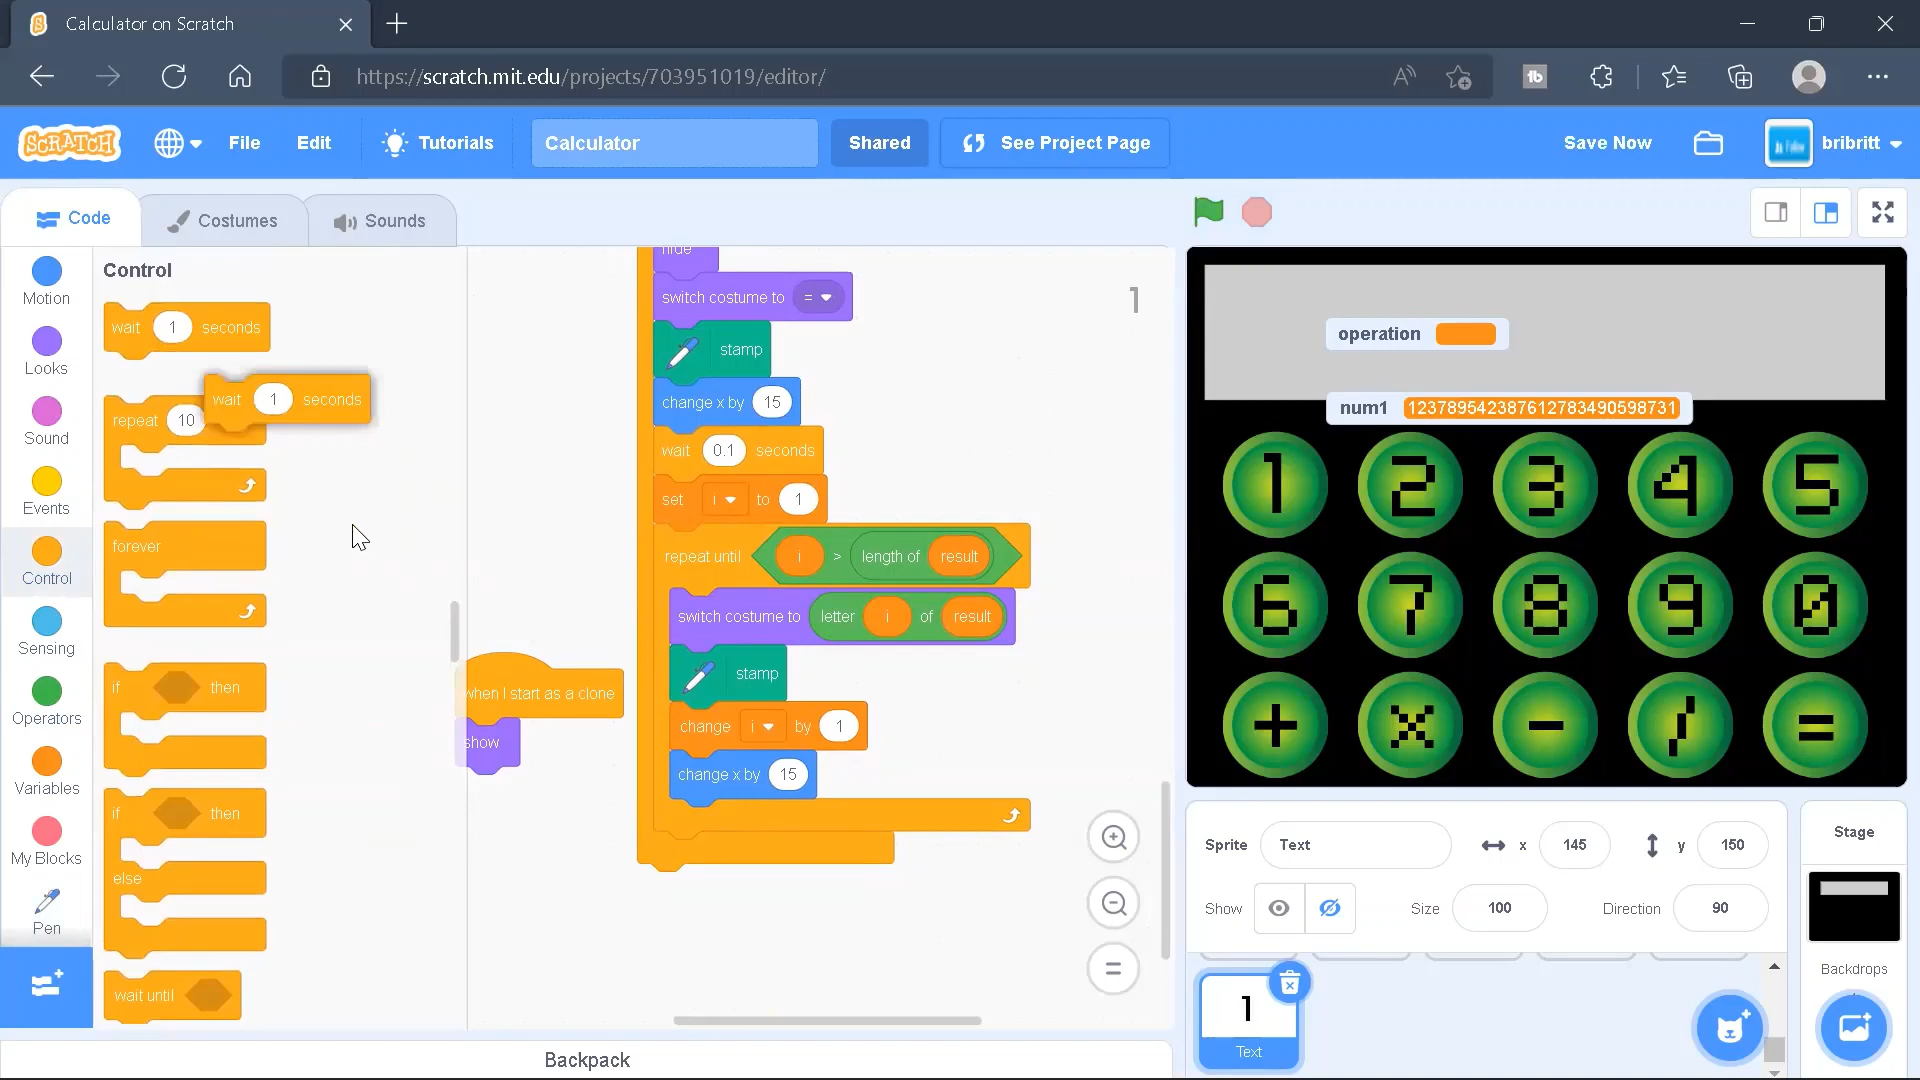 Calculator on Scratch
https://scratch.mit.edu/projects/703951019/editor/
SCRATCH
File
Edit
Tutorials
Calculator
Shared
See Project Page
Save Now
bribritt
Code
Costumes
Sounds
Motion
Looks
Sound
Events
Control
Sensing
Operators
Variables
My Blocks
Pen
Control
wait 1 seconds
wait 1 seconds
repeat 10
forever
if then
if then
else
wait until
when I start as a clone
show
hide
switch costume to =
stamp
change x by 15
wait 0.1 seconds
set i to 1
repeat until i > length of result
switch costume to letter i of result
stamp
change i by 1
change x by 15
1
Backpack
operation
num1 123789542387612783490598731
1 2 3 4 5
6 7 8 9 0
+ x - / =
Sprite Text x 145 y 150
Show Size 100 Direction 90
1
Text
Stage
Backdrops